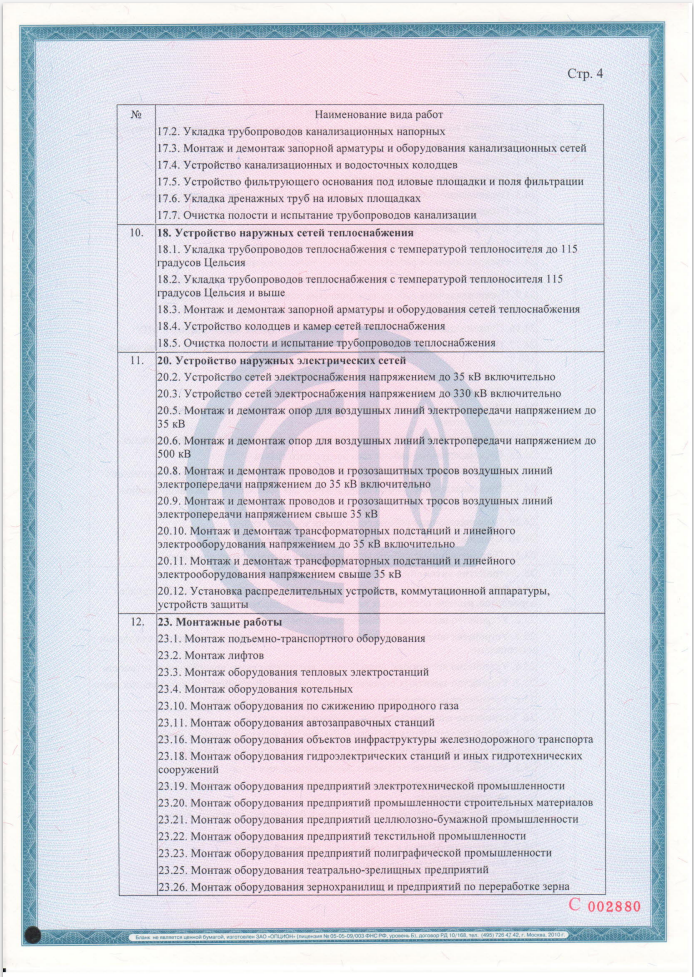 Стр. 4
№ Наименование вида работ
17.2. Укладка трубопроводов канализационных напорных
17.3. Монтаж и демонтаж запорной арматуры и оборудования канализационных сетей
17.4. Устройство канализационных и водосточных колодцев
17.5. Устройство фильтрующего основания под иловые площадки и поля фильтрации
17.6. Укладка дренажных труб на иловых площадках
17.7. Очистка полости и испытание трубопроводов канализации
10. 18. Устройство наружных сетей теплоснабжения
18.1. Укладка трубопроводов теплоснабжения с температурой теплоносителя до 115
градусов Цельсия
18.2. Укладка трубопроводов теплоснабжения с температурой теплоносителя 115
градусов Цельсия и выше
18.3. Монтаж и демонтаж запорной арматуры и оборудования сетей теплоснабжения
18.4. Устройство колодцев и камер сетей теплоснабжения
18.5. Очистка полости и испытание трубопроводов теплоснабжения
11. 20. Устройство наружных электрических сетей
20.2. Устройство сетей электроснабжения напряжением до 35 кВ включительно
20.3. Устройство сетей электроснабжения напряжением до 330 кВ включительно
20.5. Монтаж и демонтаж опор для воздушных линий электропередачи напряжением до
35 кВ
20.6. Монтаж и демонтаж опор для воздушных линий электропередачи напряжением до
500 кВ
20.8. Монтаж и демонтаж проводов и грозозащитных тросов воздушных линий
электропередачи напряжением до 35 кВ включительно
20.9. Монтаж и демонтаж проводов и грозозащитных тросов воздушных линий
электропередачи напряжением свыше 35 кВ
20.10. Монтаж и демонтаж трансформаторных подстанций и линейного
электрооборудования напряжением до 35 кВ включительно
20.11. Монтаж и демонтаж трансформаторных подстанций и линейного
электрооборудования напряжением свыше 35 кВ
20.12. Установка распределительных устройств, коммутационной аппаратуры,
устройств защиты
12. 23. Монтажные работы
23.1. Монтаж подъемно-транспортного оборудования
23.2. Монтаж лифтов
23.3. Монтаж оборудования тепловых электростанций
23.4. Монтаж оборудования котельных
23.10. Монтаж оборудования по сжижению природного газа
23.11. Монтаж оборудования автозаправочных станций
23.16. Монтаж оборудования объектов инфраструктуры железнодорожного транспорта
23.18. Монтаж оборудования гидроэлектрических станций и иных гидротехнических
сооружений
23.19. Монтаж оборудования предприятий электротехнической промышленности
23.20. Монтаж оборудования предприятий промышленности строительных материалов
23.21. Монтаж оборудования предприятий целлюлозно-бумажной промышленности
23.22. Монтаж оборудования предприятий текстильной промышленности
23.23. Монтаж оборудования предприятий полиграфической промышленности
23.25. Монтаж оборудования театрально-зрелищных предприятий
23.26. Монтаж оборудования зернохранилищ и предприятий по переработке зерна
С 002880
Бланк не является ценной бумагой, изготовлен ЗАО «ОПЦИОН» (лицензия № 05-05-09/003 ФНС РФ, уровень Б), договор РД 10/168, тел. (495) 726 47 42, г. Москва, 2010 г.